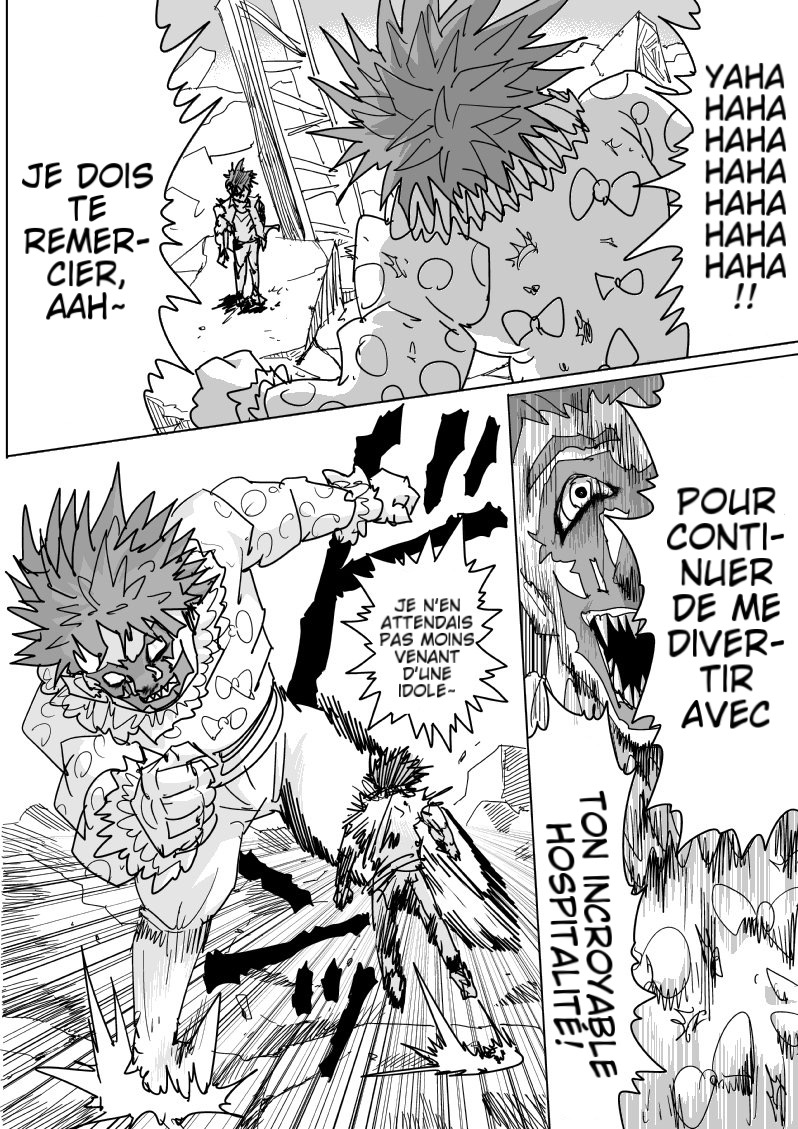 YAHA
HAHA
HAHA
HAHA
HAHA
HAHA
HAHA
!!
JE DOIS
TE
REMER-
CIER,
AAH~
POUR
CONTI-
NUER
DE ME
DIVER-
TIR
AVEC
TON INCROYABLE
HOSPITALITÉ!
JE N'EN
ATTENDAIS
PAS MOINS
VENANT
D'UNE
IDOLE~